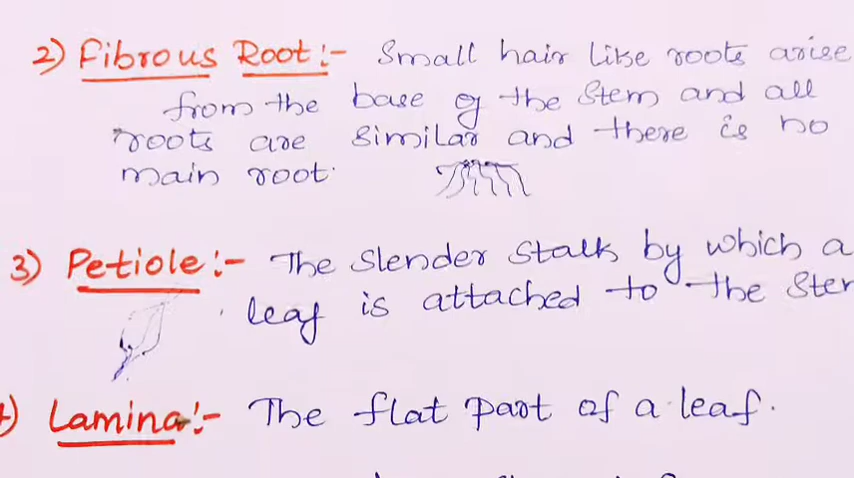 2) Fibrous Root:- Small hair like roots arise
from the base of the Stem and all
roots are similar and there is no
main root.
3) Petiole:- The slender stalk by which a
leaf is attached to the Ster
) Lamina:- The flat part of a leaf.